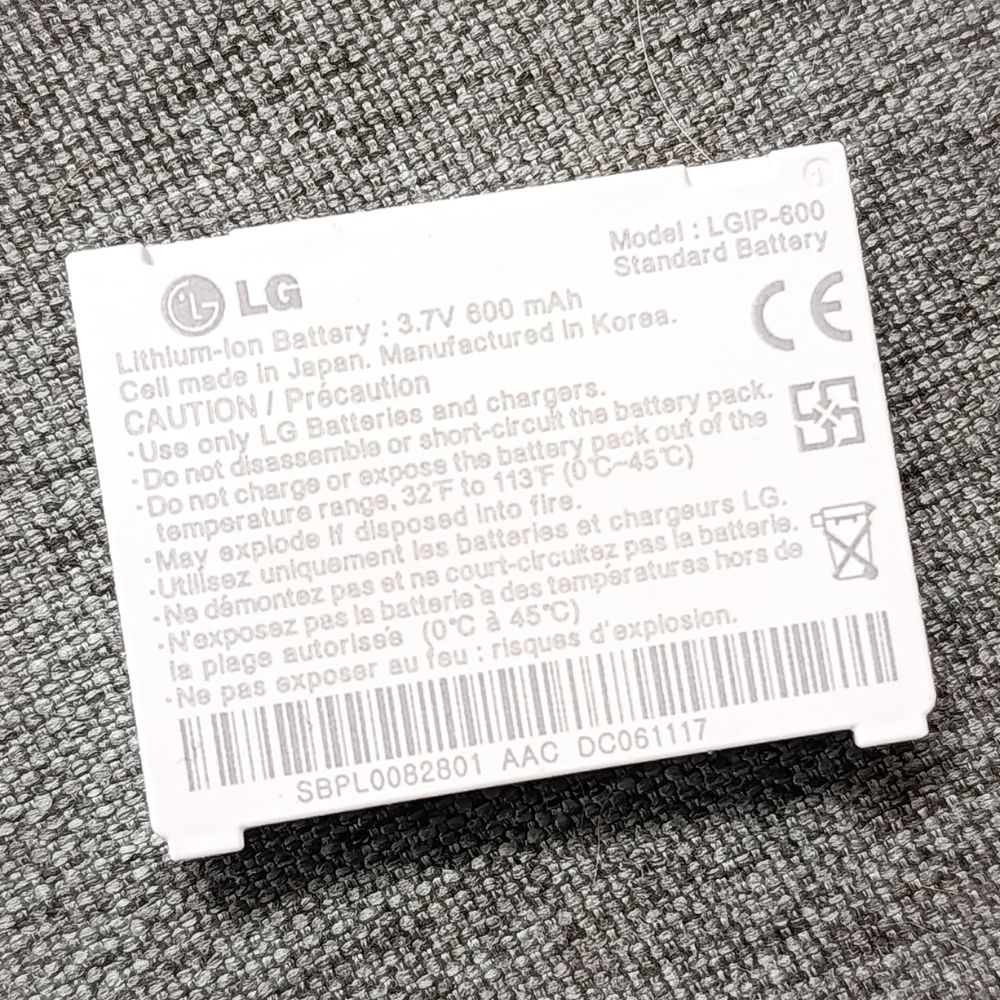 Model : LGIP-600
Standard Battery
LG
Lithium-Ion Battery : 3.7V 600 mAh
Cell made in Japan. Manufactured in Korea.
CAUTION / Précaution
·Use only LG Batteries and chargers.
·Do not disassemble or short-circuit the battery pack.
·Do not charge or expose the battery pack out of the
temperature range, 32℉ to 113℉ (0℃~45℃)
·May explode if disposed into fire.
·Utilisez uniquement les batteries et chargeurs LG.
·Ne démontez pas et ne court-circuitez pas la batterie.
·N'exposez pas la batterie à des températures hors de
la plage autorisée (0℃ à 45℃)
·Ne pas exposer au feu : risques d'explosion.
SBPL0082801 AAC DC061117